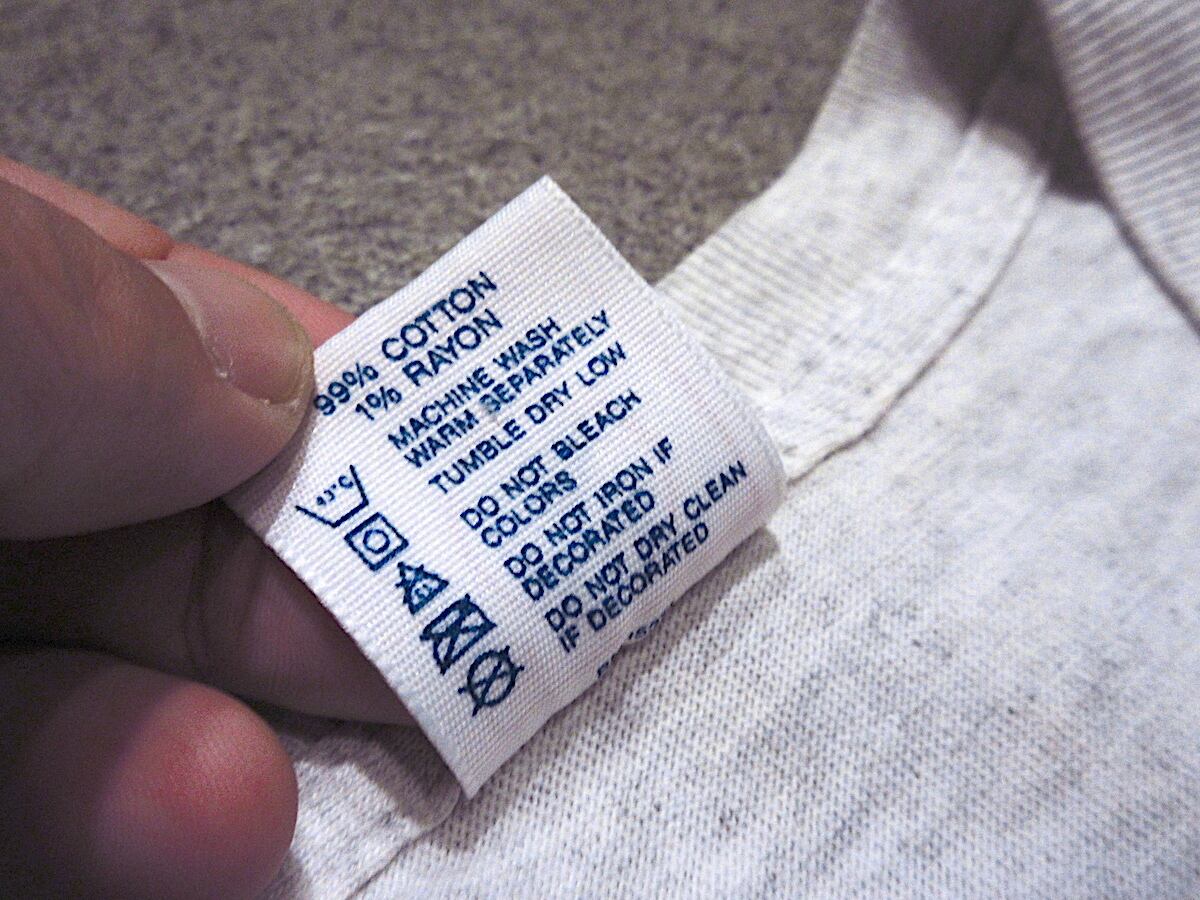 99% COTTON
1% RAYON
MACHINE WASH
WARM SEPARATELY
TUMBLE DRY LOW
DO NOT BLEACH
COLORS
DO NOT IRON IF
DECORATED
DO NOT DRY CLEAN
IF DECORATED
43°C